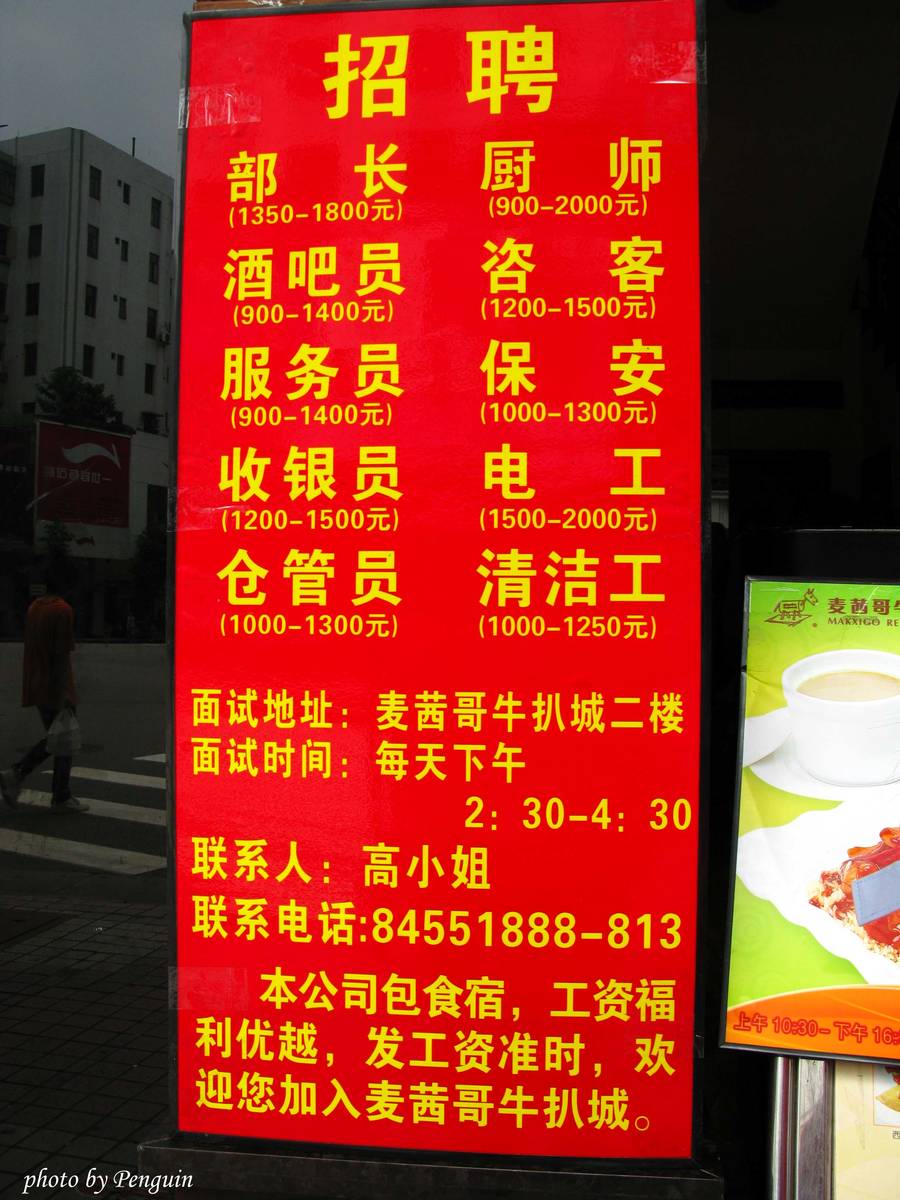 招 聘
部 长 厨 师
(1350-1800元) (900-2000元)
酒吧员 咨 客
(900-1400元) (1200-1500元)
服务员 保 安
(900-1400元) (1000-1300元)
收银员 电 工
(1200-1500元) (1500-2000元)
仓管员 清洁工
(1000-1300元) (1000-1250元)
面试地址：麦茜哥牛扒城二楼
面试时间：每天下午
2：30-4：30
联系人：高小姐
联系电话:84551888-813
本公司包食宿，工资福
利优越，发工资准时，欢
迎您加入麦茜哥牛扒城。
麦茜哥牛
MAKXIGO RE
上午 10:30-下午 16:
photo by Penguin